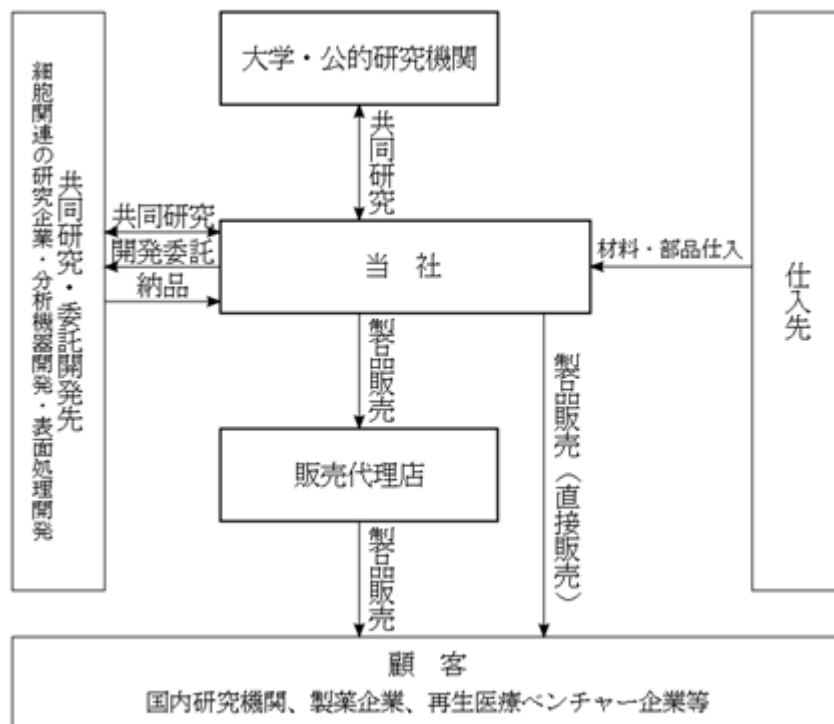 大学・公的研究機関
共同研究
共同研究・委託開発先
細胞関連の研究企業・分析機器開発・表面処理開発
共同研究
開発委託
納品
当 社
材料・部品仕入
仕入先
製品販売
製品販売（直接販売）
販売代理店
製品販売
顧 客
国内研究機関、製薬企業、再生医療ベンチャー企業等